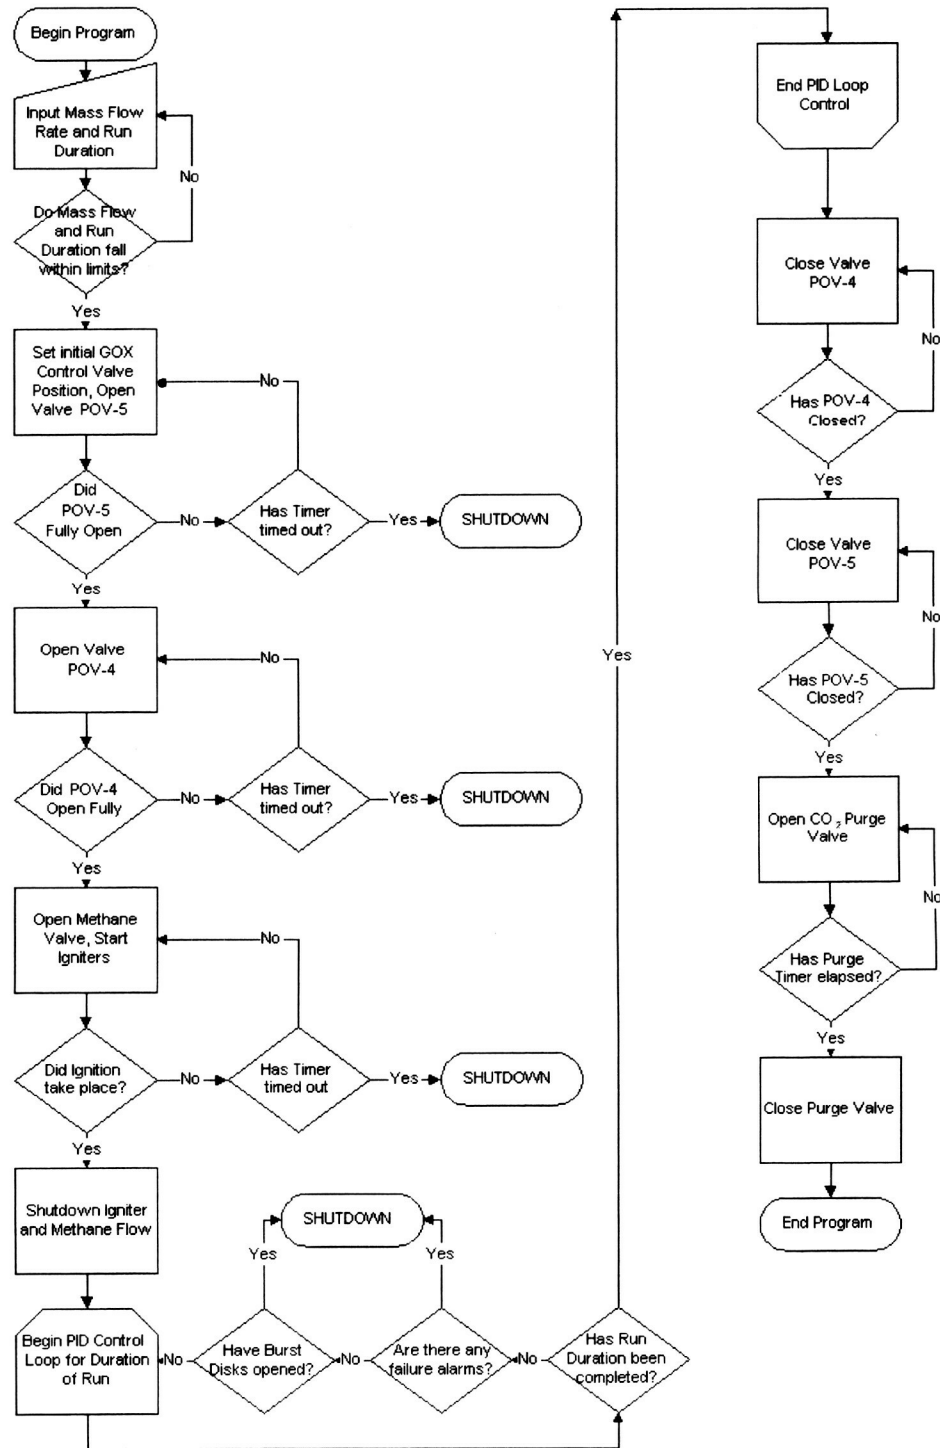 Begin Program
Input Mass Flow
Rate and Run
Duration
No
Do Mass Flow
and Run
Duration fall
within limits?
Yes
Set initial GOX
Control Valve
Position, Open
Valve POV-5
No
Did
POV-5
Fully Open
No
Has Timer
timed out?
Yes
SHUTDOWN
Yes
Open Valve
POV-4
No
Did POV-4
Open Fully
No
Has Timer
timed out?
Yes
SHUTDOWN
Yes
Open Methane
Valve, Start
Igniters
No
Did Ignition
take place?
No
Has Timer
timed out
Yes
SHUTDOWN
Yes
Shutdown Igniter
and Methane Flow
SHUTDOWN
Yes
Yes
Begin PID Control
Loop for Duration
of Run
No
Have Burst
Disks opened?
No
Are there any
failure alarms?
No
Has Run
Duration been
completed?
Yes
End PID Loop
Control
Close Valve
POV-4
No
Has POV-4
Closed?
Yes
Close Valve
POV-5
No
Has POV-5
Closed?
Yes
Open CO2 Purge
Valve
No
Has Purge
Timer elapsed?
Yes
Close Purge Valve
End Program